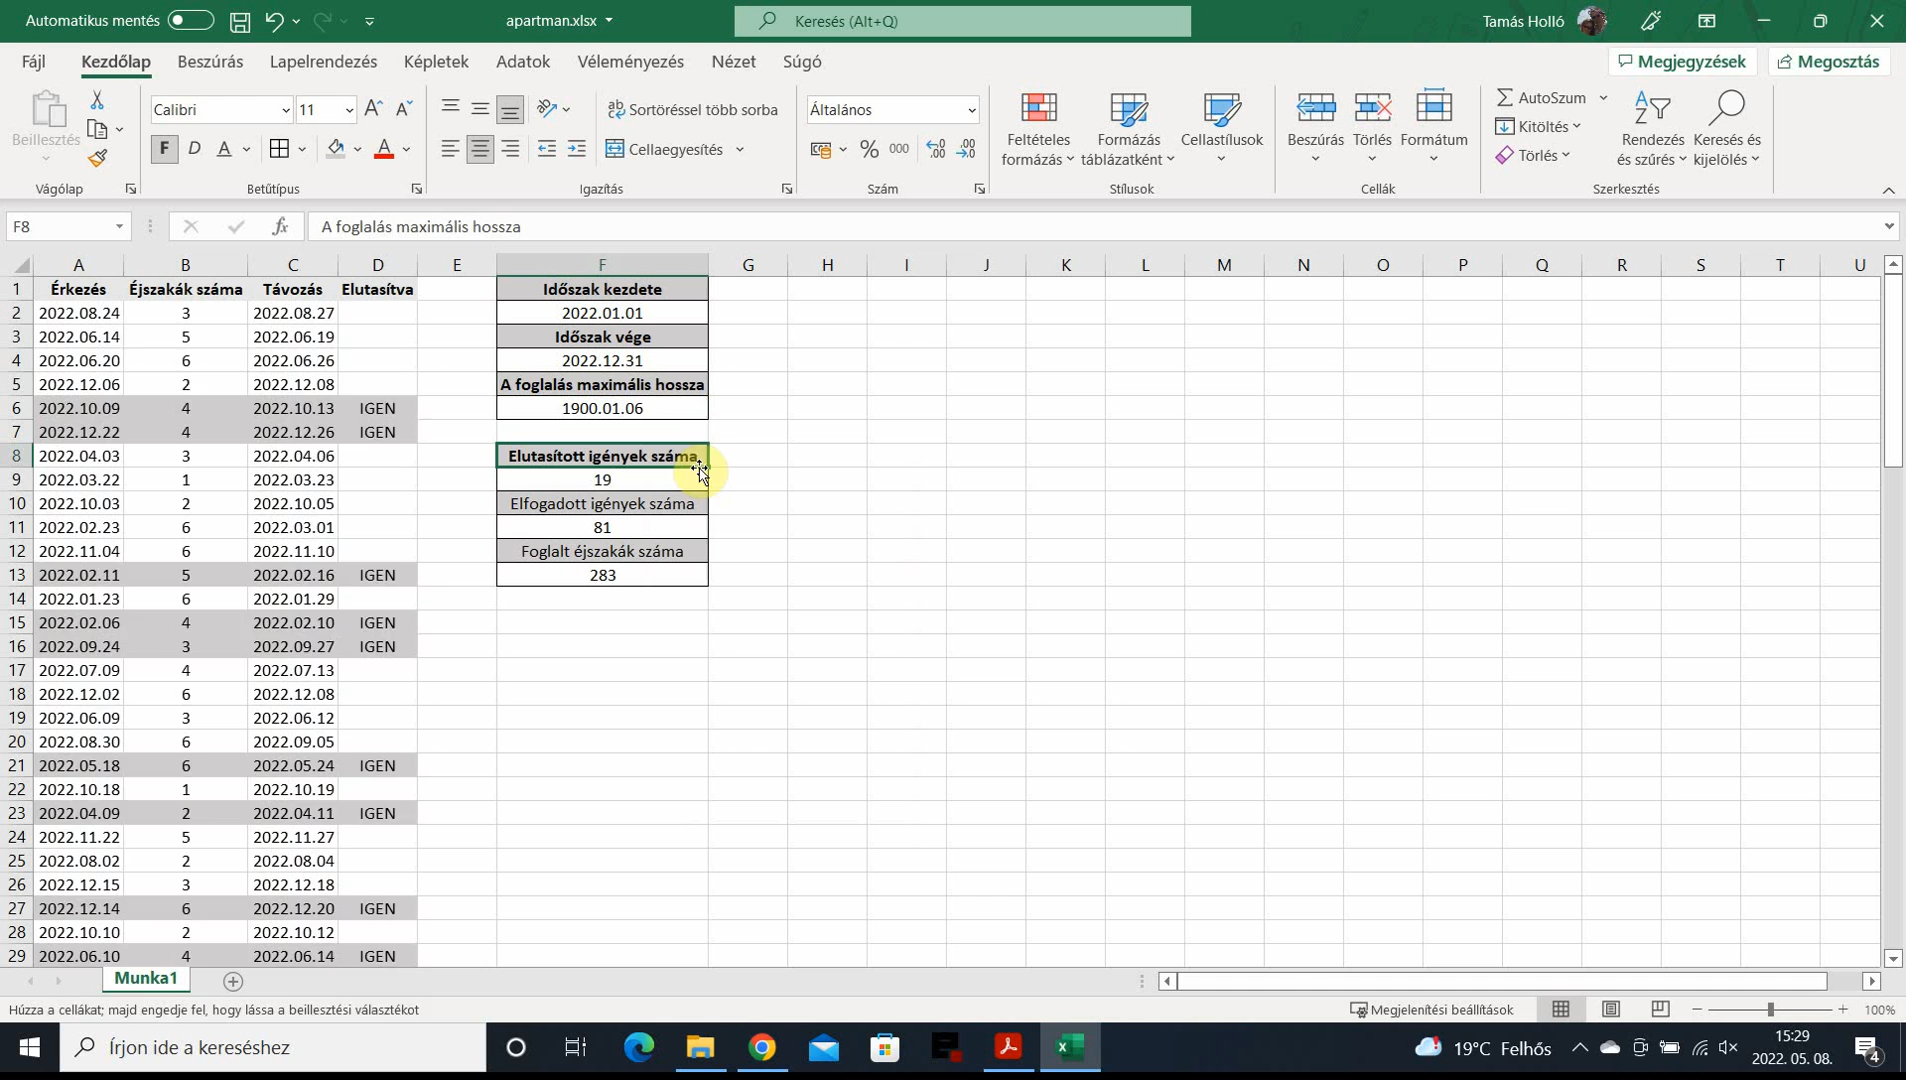 Automatikus mentés
apartman.xlsx
Keresés (Alt+Q)
Tamás Holló
Fájl Kezdőlap Beszúrás Lapelrendezés Képletek Adatok Véleményezés Nézet Súgó Megjegyzések Megosztás
Beillesztés
Calibri 11
Sortöréssel több sorba
Cellaegyesítés
Általános
% 000
Feltételes formázás
Formázás táblázatként
Cellastílusok
Beszúrás Törlés Formátum
AutoSzum
Kitöltés
Törlés
Rendezés és szűrés
Keresés és kijelölés
Vágólap Betűtípus Igazítás Szám Stílusok Cellák Szerkesztés
F8 fx A foglalás maximális hossza
A B C D E F G H I J K L M N O P Q R S T U
1 Érkezés Éjszakák száma Távozás Elutasítva Időszak kezdete
2 2022.08.24 3 2022.08.27 2022.01.01
3 2022.06.14 5 2022.06.19 Időszak vége
4 2022.06.20 6 2022.06.26 2022.12.31
5 2022.12.06 2 2022.12.08 A foglalás maximális hossza
6 2022.10.09 4 2022.10.13 IGEN 1900.01.06
7 2022.12.22 4 2022.12.26 IGEN
8 2022.04.03 3 2022.04.06 Elutasított igények száma
9 2022.03.22 1 2022.03.23 19
10 2022.10.03 2 2022.10.05 Elfogadott igények száma
11 2022.02.23 6 2022.03.01 81
12 2022.11.04 6 2022.11.10 Foglalt éjszakák száma
13 2022.02.11 5 2022.02.16 IGEN 283
14 2022.01.23 6 2022.01.29
15 2022.02.06 4 2022.02.10 IGEN
16 2022.09.24 3 2022.09.27 IGEN
17 2022.07.09 4 2022.07.13
18 2022.12.02 6 2022.12.08
19 2022.06.09 3 2022.06.12
20 2022.08.30 6 2022.09.05
21 2022.05.18 6 2022.05.24 IGEN
22 2022.10.18 1 2022.10.19
23 2022.04.09 2 2022.04.11 IGEN
24 2022.11.22 5 2022.11.27
25 2022.08.02 2 2022.08.04
26 2022.12.15 3 2022.12.18
27 2022.12.14 6 2022.12.20 IGEN
28 2022.10.10 2 2022.10.12
29 2022.06.10 4 2022.06.14 IGEN
Munka1
Húzza a cellákat; majd engedje fel, hogy lássa a beillesztési választékot
Megjelenítési beállítások
100%
Írjon ide a kereséshez
19°C Felhős
15:29
2022. 05. 08.
4